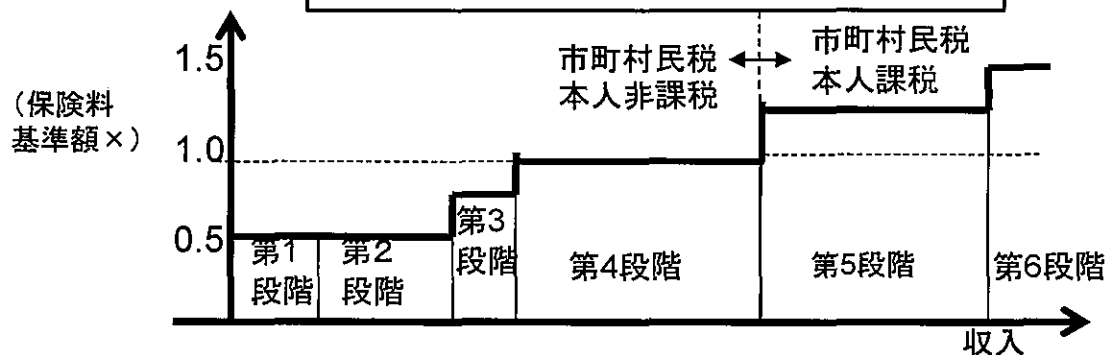 1.5
1.0
0.5
（保険料
基準額×）
市町村民税
本人非課税
市町村民税
本人課税
第1
段階
第2
段階
第3
段階
第4段階
第5段階
第6段階
収入